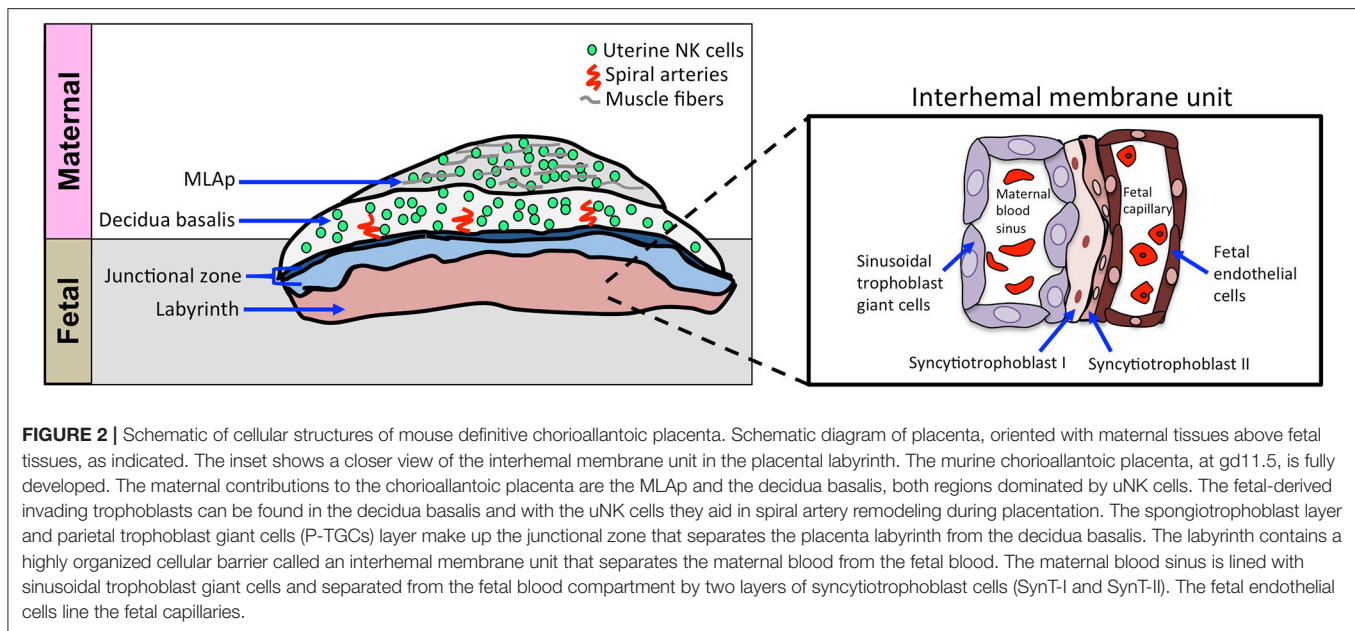 Maternal
Fetal
Uterine NK cells
Spiral arteries
Muscle fibers
MLAp
Decidua basalis
Junctional zone
Labyrinth
Interhemal membrane unit
Maternal
blood
sinus
Fetal
capillary
Sinusoidal
trophoblast
giant cells
Fetal
endothelial
cells
Syncytiotrophoblast I
Syncytiotrophoblast II
FIGURE 2 | Schematic of cellular structures of mouse definitive chorioallantoic placenta. Schematic diagram of placenta, oriented with maternal tissues above fetal
tissues, as indicated. The inset shows a closer view of the interhemal membrane unit in the placental labyrinth. The murine chorioallantoic placenta, at gd11.5, is fully
developed. The maternal contributions to the chorioallantoic placenta are the MLAp and the decidua basalis, both regions dominated by uNK cells. The fetal-derived
invading trophoblasts can be found in the decidua basalis and with the uNK cells they aid in spiral artery remodeling during placentation. The spongiotrophoblast layer
and parietal trophoblast giant cells (P-TGCs) layer make up the junctional zone that separates the placenta labyrinth from the decidua basalis. The labyrinth contains a
highly organized cellular barrier called an interhemal membrane unit that separates the maternal blood from the fetal blood. The maternal blood sinus is lined with
sinusoidal trophoblast giant cells and separated from the fetal blood compartment by two layers of syncytiotrophoblast cells (SynT-I and SynT-II). The fetal endothelial
cells line the fetal capillaries.